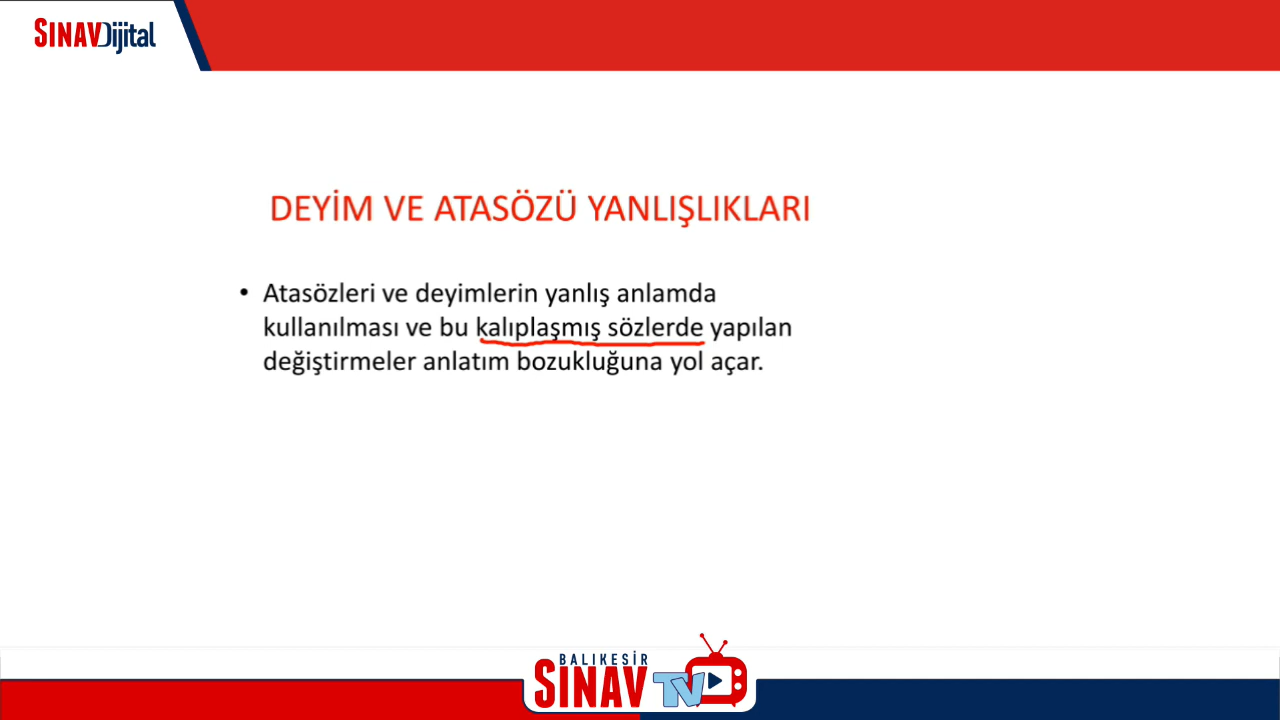 SINAVDijital
DEYİM VE ATASÖZÜ YANLIŞLIKLARI
• Atasözleri ve deyimlerin yanlış anlamda
kullanılması ve bu kalıplaşmış sözlerde yapılan
değiştirmeler anlatım bozukluğuna yol açar.
BALIKESİR
SINAV TV